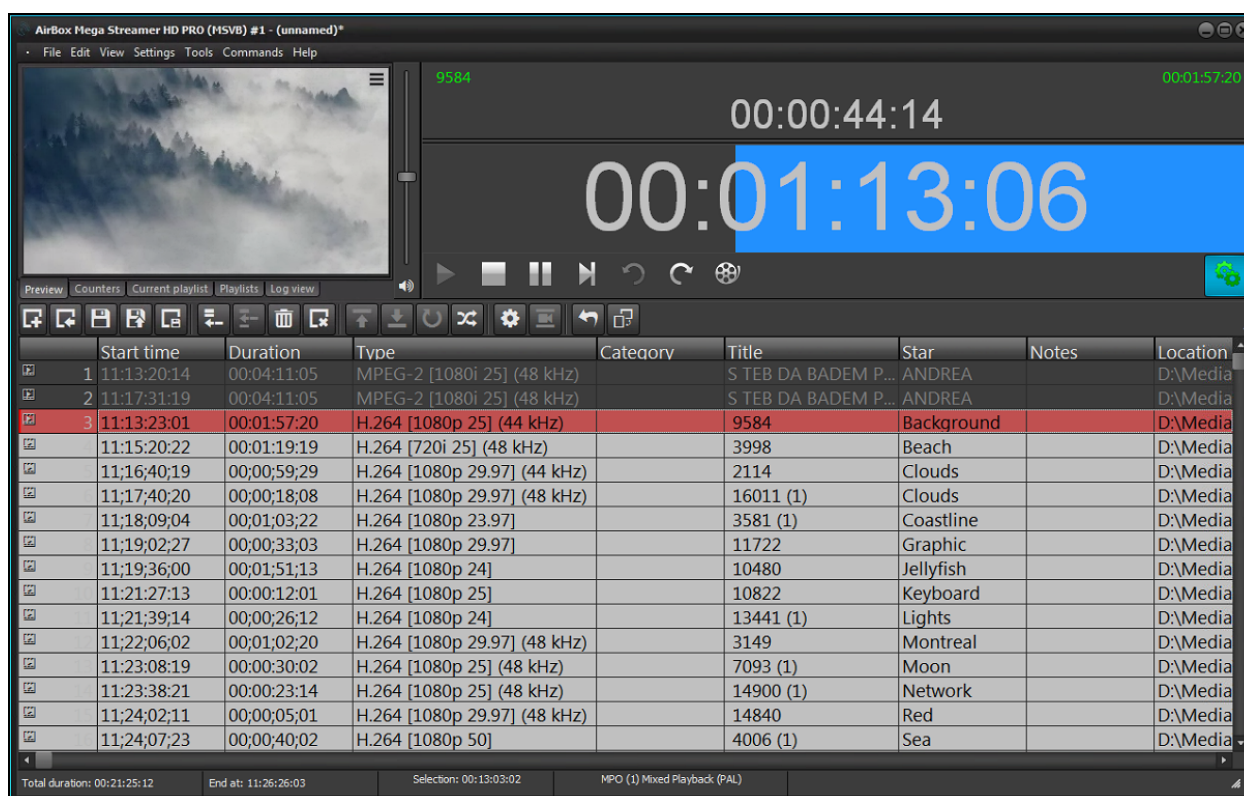 AirBox Mega Streamer HD PRO (MSVB) #1 - (unnamed)*
File Edit View Settings Tools Commands Help
9584 00:01:57:20
00:00:44:14
00:01:13:06
Preview Counters Current playlist Playlists Log view
Start time Duration Type Category Title Star Notes Location
1 11:13:20:14 00:04:11:05 MPEG-2 [1080i 25] (48 kHz) S TEB DA BADEM P... ANDREA D:\Media
2 11:17:31:19 00:04:11:05 MPEG-2 [1080i 25] (48 kHz) S TEB DA BADEM P... ANDREA D:\Media
3 11:13:23:01 00:01:57:20 H.264 [1080p 25] (44 kHz) 9584 Background D:\Media
11:15:20:22 00:01:19:19 H.264 [720i 25] (48 kHz) 3998 Beach D:\Media
11;16;40;19 00;00;59;29 H.264 [1080p 29.97] (44 kHz) 2114 Clouds D:\Media
11;17;40;20 00;00;18;08 H.264 [1080p 29.97] (48 kHz) 16011 (1) Clouds D:\Media
11;18;09;04 00;01;03;22 H.264 [1080p 23.97] 3581 (1) Coastline D:\Media
11;19;02;27 00;00;33;03 H.264 [1080p 29.97] 11722 Graphic D:\Media
11;19;36;00 00;01;51;13 H.264 [1080p 24] 10480 Jellyfish D:\Media
11:21:27:13 00:00:12:01 H.264 [1080p 25] 10822 Keyboard D:\Media
11;21;39;14 00;00;26;12 H.264 [1080p 24] 13441 (1) Lights D:\Media
11;22;06;02 00;01;02;20 H.264 [1080p 29.97] (48 kHz) 3149 Montreal D:\Media
11:23:08:19 00:00:30:02 H.264 [1080p 25] (48 kHz) 7093 (1) Moon D:\Media
11:23:38:21 00:00:23:14 H.264 [1080p 25] (48 kHz) 14900 (1) Network D:\Media
11;24;02;11 00;00;05;01 H.264 [1080p 29.97] (48 kHz) 14840 Red D:\Media
11;24;07;23 00;00;40;02 H.264 [1080p 50] 4006 (1) Sea D:\Media
Total duration: 00:21:25:12 End at: 11:26:26:03 Selection: 00:13:03:02 MPO (1) Mixed Playback (PAL)